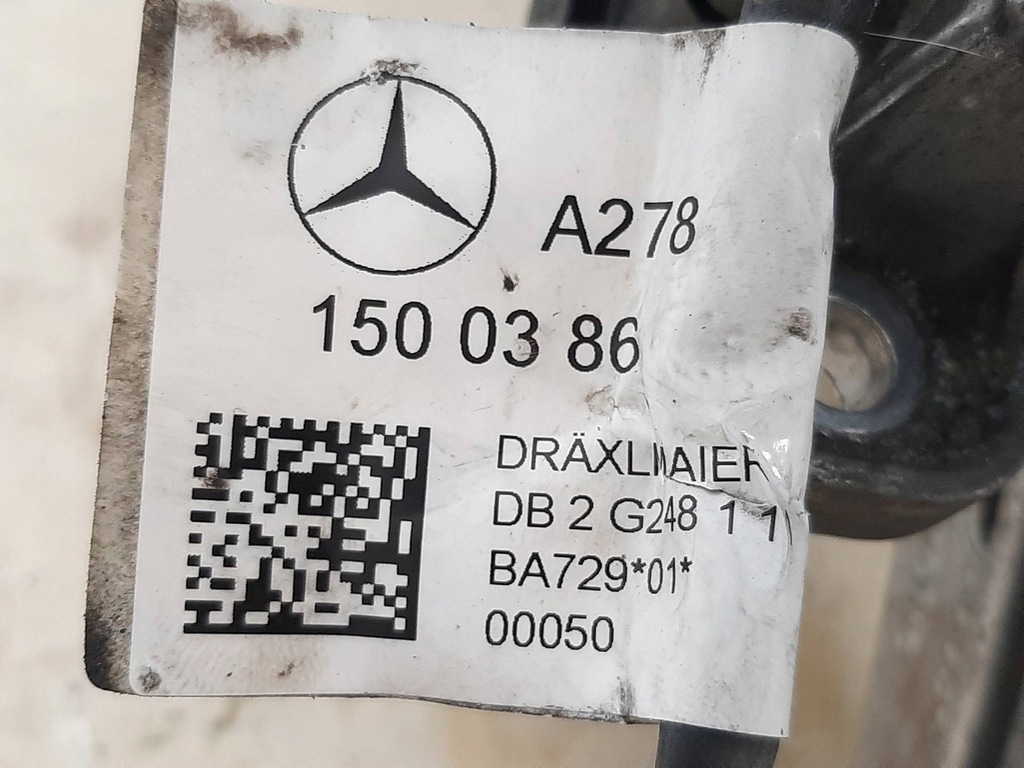 A278
150 03 86
DRÄXLMAIER
DB 2 G248 1 1
BA729*01*
00050